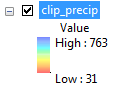 clip_precip
Value
High : 763
Low : 31